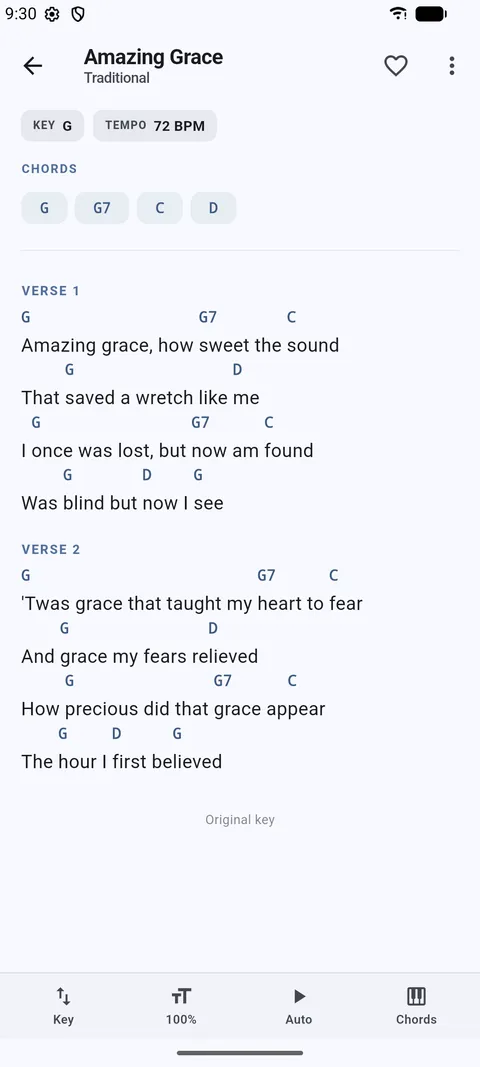 9:30
Amazing Grace
Traditional
KEY G TEMPO 72 BPM
CHORDS
G G7 C D
VERSE 1
G G7 C
Amazing grace, how sweet the sound
G D
That saved a wretch like me
G G7 C
I once was lost, but now am found
G D G
Was blind but now I see
VERSE 2
G G7 C
'Twas grace that taught my heart to fear
G D
And grace my fears relieved
G G7 C
How precious did that grace appear
G D G
The hour I first believed
Original key
Key 100% Auto Chords